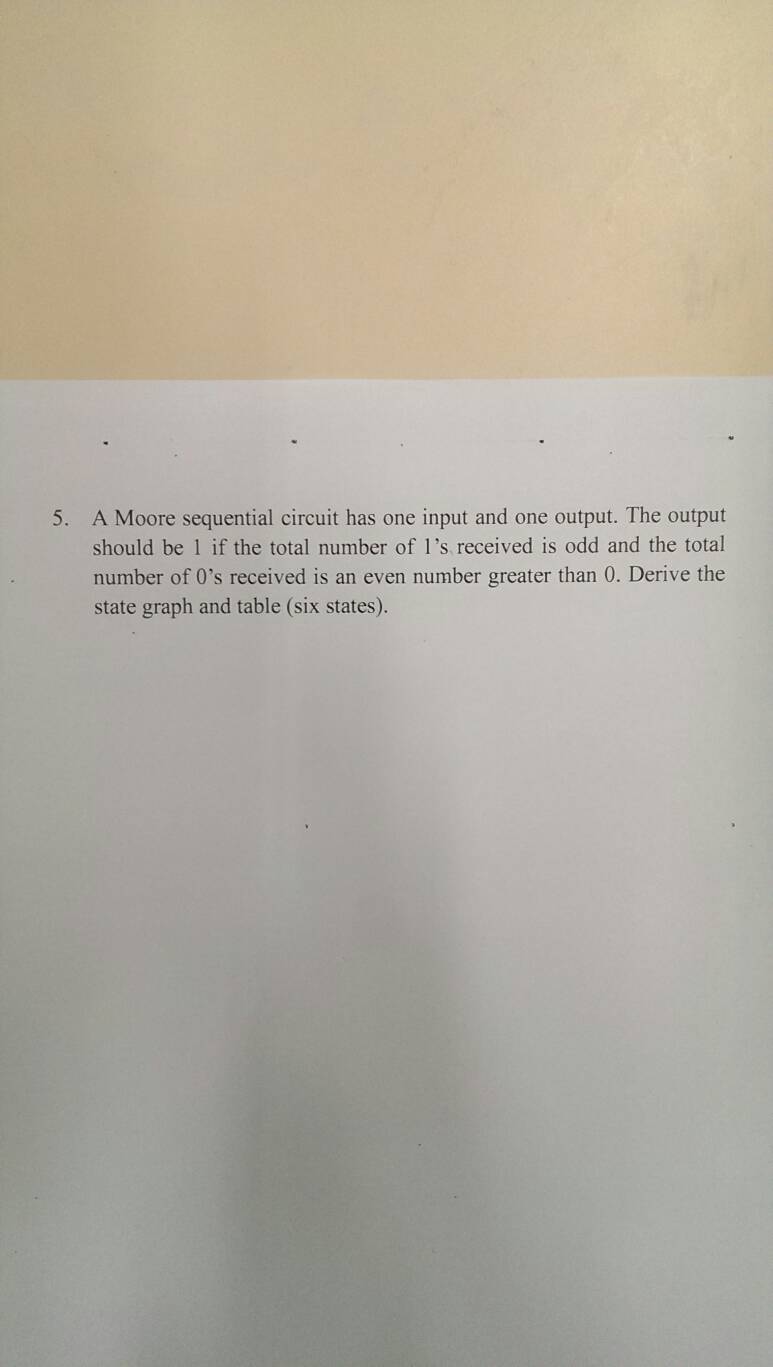 5. A Moore sequential circuit has one input and one output. The output
should be 1 if the total number of 1's received is odd and the total
number of 0's received is an even number greater than 0. Derive the
state graph and table (six states).